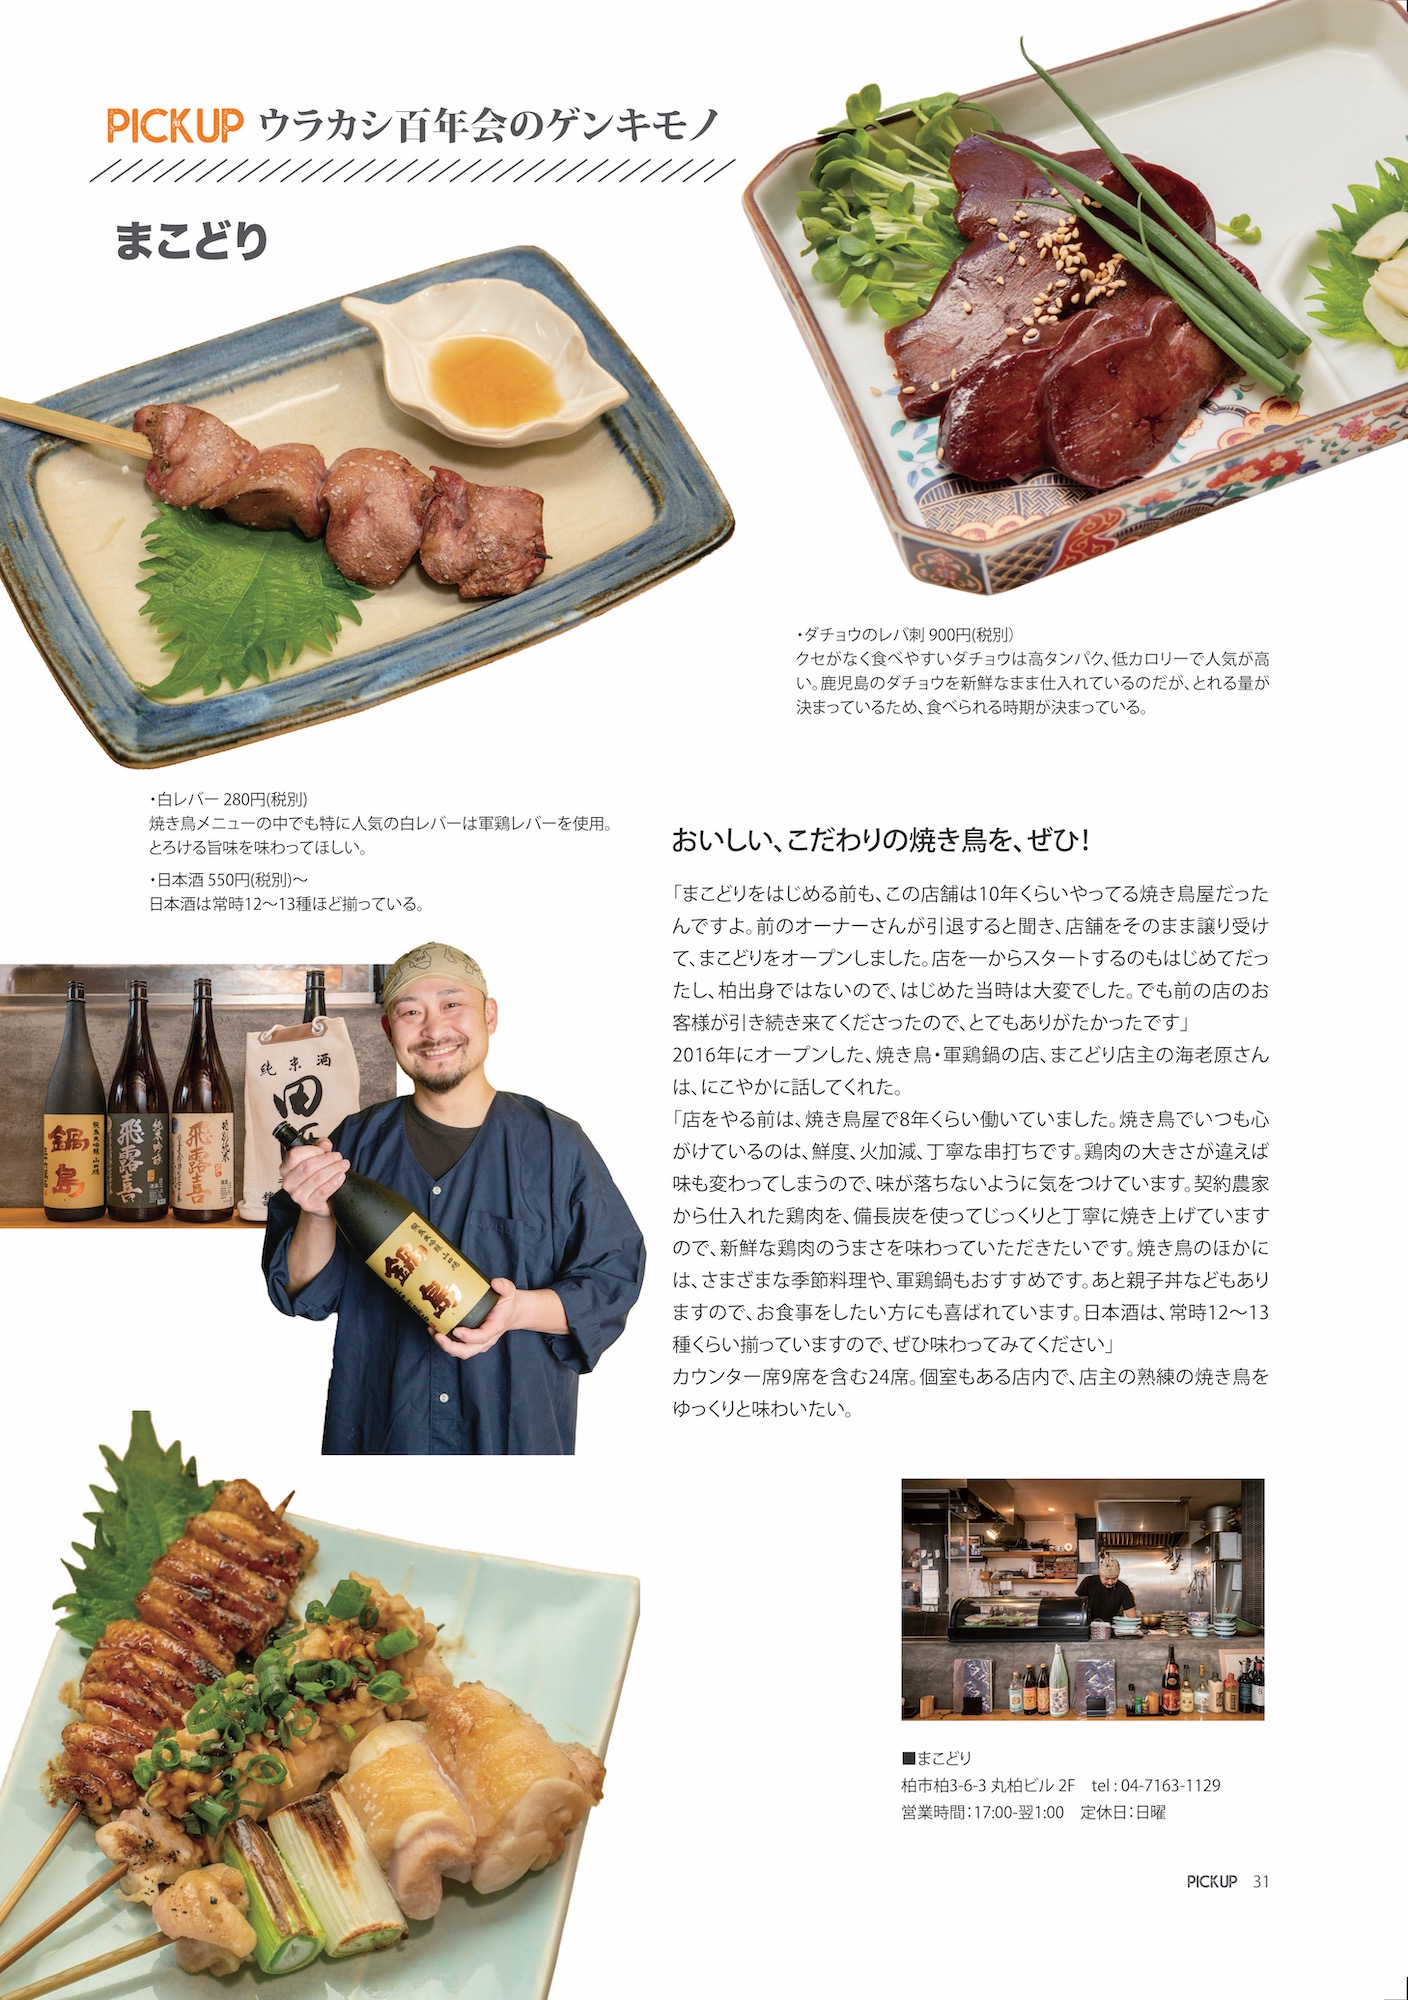 PICKUP ウラカシ百年会のゲンキモノ
まこどり
・ダチョウのレバ刺 900円(税別)
クセがなく食べやすいダチョウは高タンパク、低カロリーで人気が高
い。鹿児島のダチョウを新鮮なまま仕入れているのだが、とれる量が
決まっているため、食べられる時期が決まっている。
・白レバー 280円(税別)
焼き鳥メニューの中でも特に人気の白レバーは軍鶏レバーを使用。
とろける旨味を味わってほしい。
・日本酒 550円(税別)〜
日本酒は常時12〜13種ほど揃っている。
おいしい、こだわりの焼き鳥を、ぜひ!
「まこどりをはじめる前も、この店舗は10年くらいやってる焼き鳥屋だった
んですよ。前のオーナーさんが引退すると聞き、店舗をそのまま譲り受け
て、まこどりをオープンしました。店を一からスタートするのもはじめてだっ
たし、柏出身ではないので、はじめた当時は大変でした。でも前の店のお
客様が引き続き来てくださったので、とてもありがたかったです」
2016年にオープンした、焼き鳥・軍鶏鍋の店、まこどり店主の海老原さん
は、にこやかに話してくれた。
「店をやる前は、焼き鳥屋で8年くらい働いていました。焼き鳥でいつも心
がけているのは、鮮度、火加減、丁寧な串打ちです。鶏肉の大きさが違えば
味も変わってしまうので、味が落ちないように気をつけています。契約農家
から仕入れた鶏肉を、備長炭を使ってじっくりと丁寧に焼き上げています
ので、新鮮な鶏肉のうまさを味わっていただきたいです。焼き鳥のほかに
は、さまざまな季節料理や、軍鶏鍋もおすすめです。あと親子丼などもあり
ますので、お食事をしたい方にも喜ばれています。日本酒は、常時12〜13
種くらい揃っていますので、ぜひ味わってみてください」
カウンター席9席を含む24席。個室もある店内で、店主の熟練の焼き鳥を
ゆっくりと味わいたい。
鍋島
飛露喜
純米吟醸
飛露喜
特別純米
純米酒
田
鍋島
■まこどり
柏市柏3-6-3 丸柏ビル 2F tel : 04-7163-1129
営業時間：17:00-翌1:00 定休日：日曜
PICKUP 31